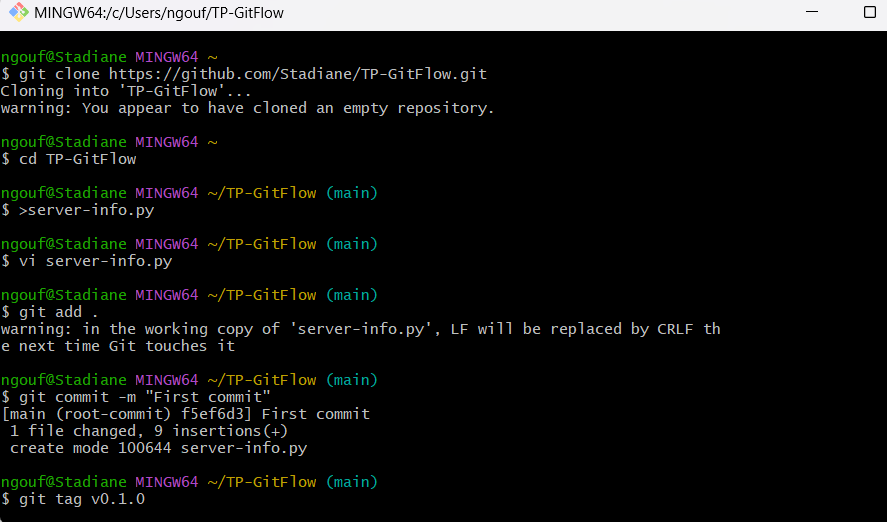 MINGW64:/c/Users/ngouf/TP-GitFlow
ngouf@Stadiane MINGW64 ~
$ git clone https://github.com/Stadiane/TP-GitFlow.git
Cloning into 'TP-GitFlow'...
warning: You appear to have cloned an empty repository.
ngouf@Stadiane MINGW64 ~
$ cd TP-GitFlow
ngouf@Stadiane MINGW64 ~/TP-GitFlow (main)
$ >server-info.py
ngouf@Stadiane MINGW64 ~/TP-GitFlow (main)
$ vi server-info.py
ngouf@Stadiane MINGW64 ~/TP-GitFlow (main)
$ git add .
warning: in the working copy of 'server-info.py', LF will be replaced by CRLF th
e next time Git touches it
ngouf@Stadiane MINGW64 ~/TP-GitFlow (main)
$ git commit -m "First commit"
[main (root-commit) f5ef6d3] First commit
 1 file changed, 9 insertions(+)
 create mode 100644 server-info.py
ngouf@Stadiane MINGW64 ~/TP-GitFlow (main)
$ git tag v0.1.0